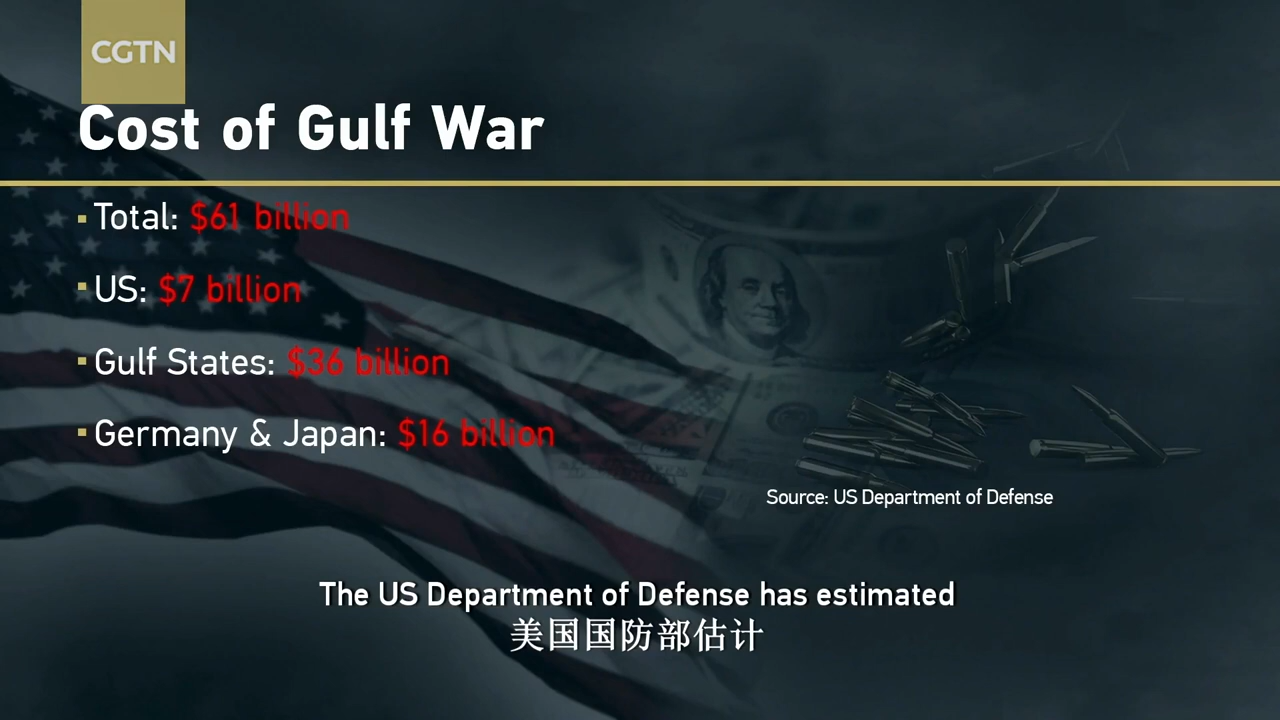 CGTN
Cost of Gulf War
Total: $61 billion
US: $7 billion
Gulf States: $36 billion
Germany & Japan: $16 billion
Source: US Department of Defense
The US Department of Defense has estimated
美国国防部估计